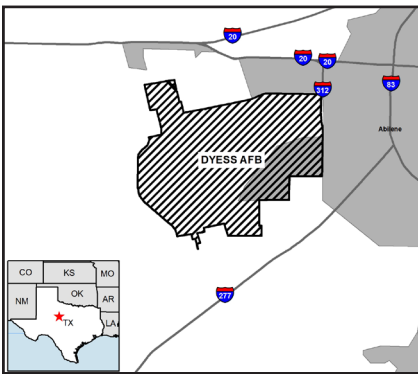 20
20
20
312
83
Abilene
DYESS AFB
277
CO
KS
MO
OK
NM
AR
TX
LA